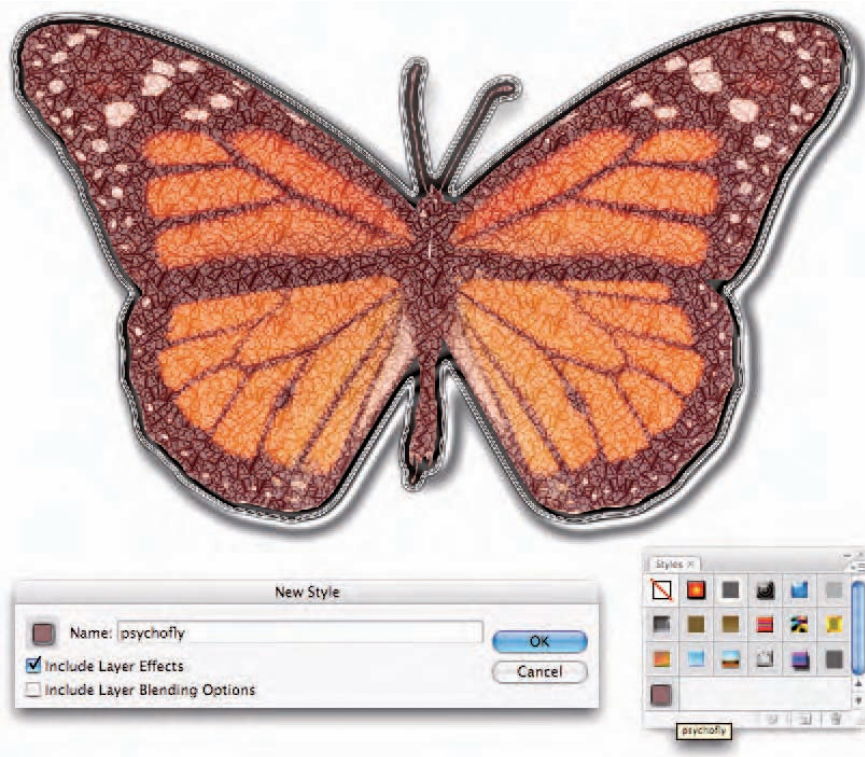 New Style
Name: psychofly
OK
Include Layer Effects
Cancel
Include Layer Blending Options
Styles
psychofly